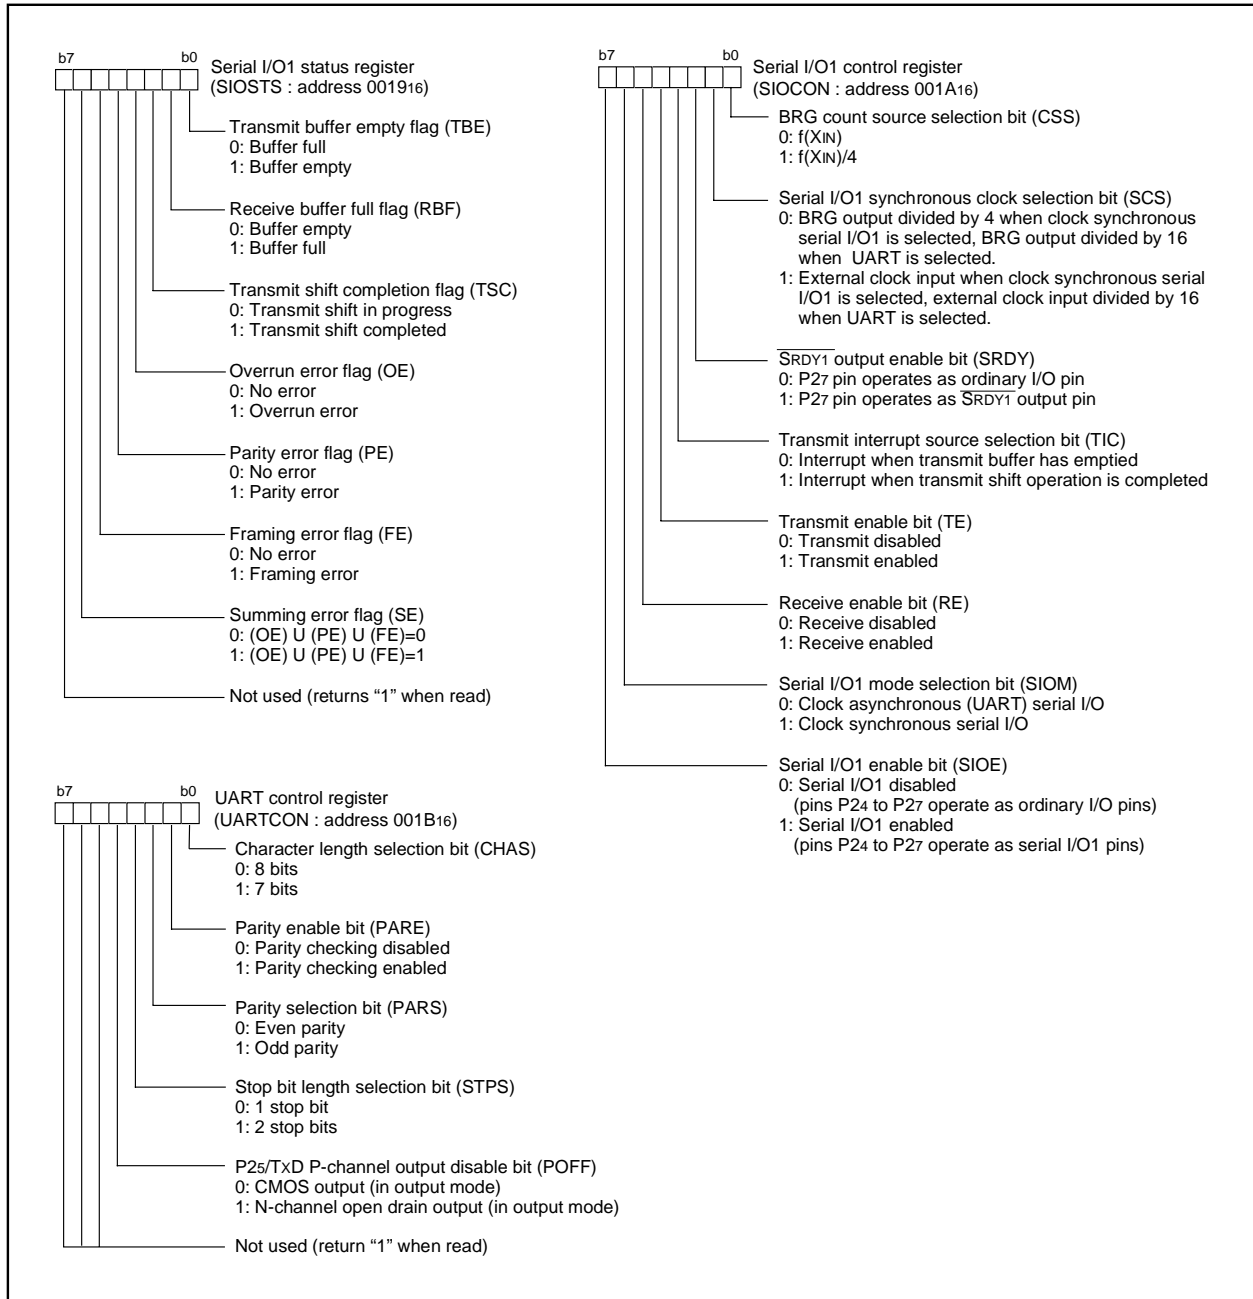 b7 b0
Serial I/O1 status register
(SIOSTS : address 001916)
Transmit buffer empty flag (TBE)
0: Buffer full
1: Buffer empty
Receive buffer full flag (RBF)
0: Buffer empty
1: Buffer full
Transmit shift completion flag (TSC)
0: Transmit shift in progress
1: Transmit shift completed
Overrun error flag (OE)
0: No error
1: Overrun error
Parity error flag (PE)
0: No error
1: Parity error
Framing error flag (FE)
0: No error
1: Framing error
Summing error flag (SE)
0: (OE) U (PE) U (FE)=0
1: (OE) U (PE) U (FE)=1
Not used (returns “1” when read)
b7 b0
UART control register
(UARTCON : address 001B16)
Character length selection bit (CHAS)
0: 8 bits
1: 7 bits
Parity enable bit (PARE)
0: Parity checking disabled
1: Parity checking enabled
Parity selection bit (PARS)
0: Even parity
1: Odd parity
Stop bit length selection bit (STPS)
0: 1 stop bit
1: 2 stop bits
P25/TXD P-channel output disable bit (POFF)
0: CMOS output (in output mode)
1: N-channel open drain output (in output mode)
Not used (return “1” when read)
b7 b0
Serial I/O1 control register
(SIOCON : address 001A16)
BRG count source selection bit (CSS)
0: f(XIN)
1: f(XIN)/4
Serial I/O1 synchronous clock selection bit (SCS)
0: BRG output divided by 4 when clock synchronous
serial I/O1 is selected, BRG output divided by 16
when UART is selected.
1: External clock input when clock synchronous serial
I/O1 is selected, external clock input divided by 16
when UART is selected.
SRDY1 output enable bit (SRDY)
0: P27 pin operates as ordinary I/O pin
1: P27 pin operates as SRDY1 output pin
Transmit interrupt source selection bit (TIC)
0: Interrupt when transmit buffer has emptied
1: Interrupt when transmit shift operation is completed
Transmit enable bit (TE)
0: Transmit disabled
1: Transmit enabled
Receive enable bit (RE)
0: Receive disabled
1: Receive enabled
Serial I/O1 mode selection bit (SIOM)
0: Clock asynchronous (UART) serial I/O
1: Clock synchronous serial I/O
Serial I/O1 enable bit (SIOE)
0: Serial I/O1 disabled
(pins P24 to P27 operate as ordinary I/O pins)
1: Serial I/O1 enabled
(pins P24 to P27 operate as serial I/O1 pins)